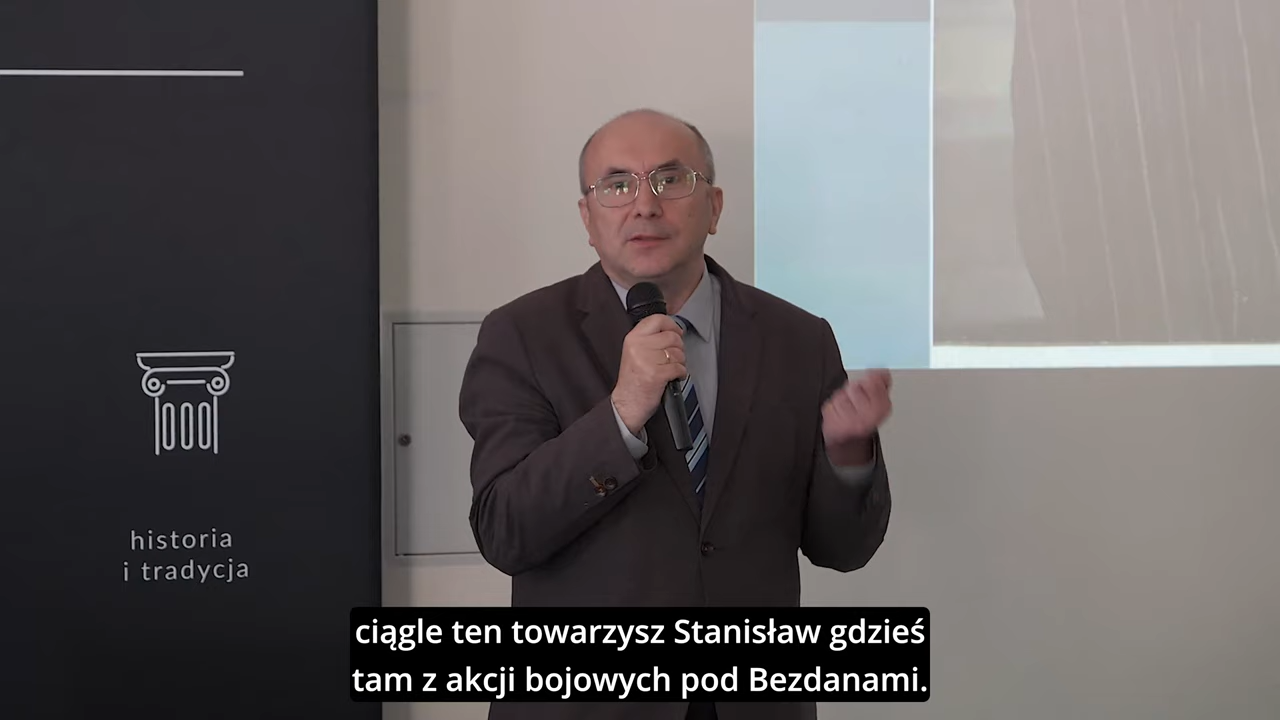 historia
i tradycja
ciągle ten towarzysz Stanisław gdzieś
tam z akcji bojowych pod Bezdanami.